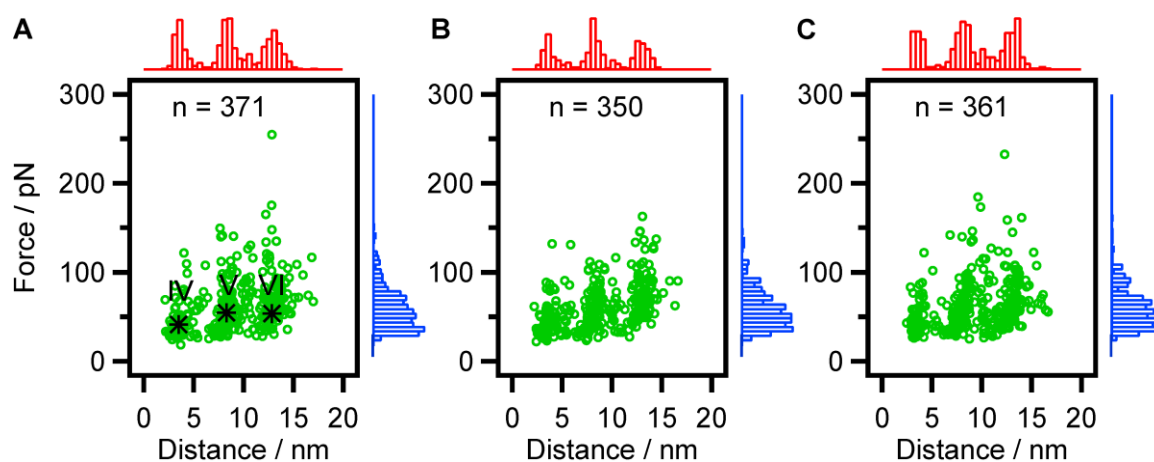 A B C
300 300 300
n = 371 n = 350 n = 361
Force / pN
200 200 200
100 100 100
IV V VI
0 0 0
0 5 10 15 20 0 5 10 15 20 0 5 10 15 20
Distance / nm Distance / nm Distance / nm